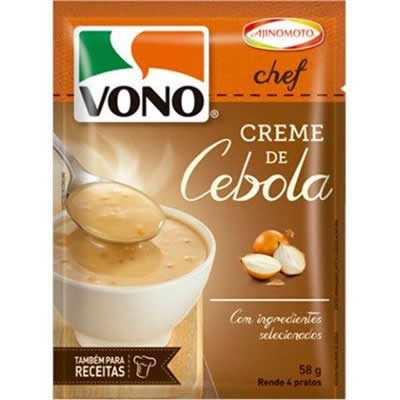 AJINOMOTO
VONO®
chef
CREME
DE
Cebola
Com ingredientes
selecionados
TAMBÉM PARA
RECEITAS
58 g
Rende 4 pratos